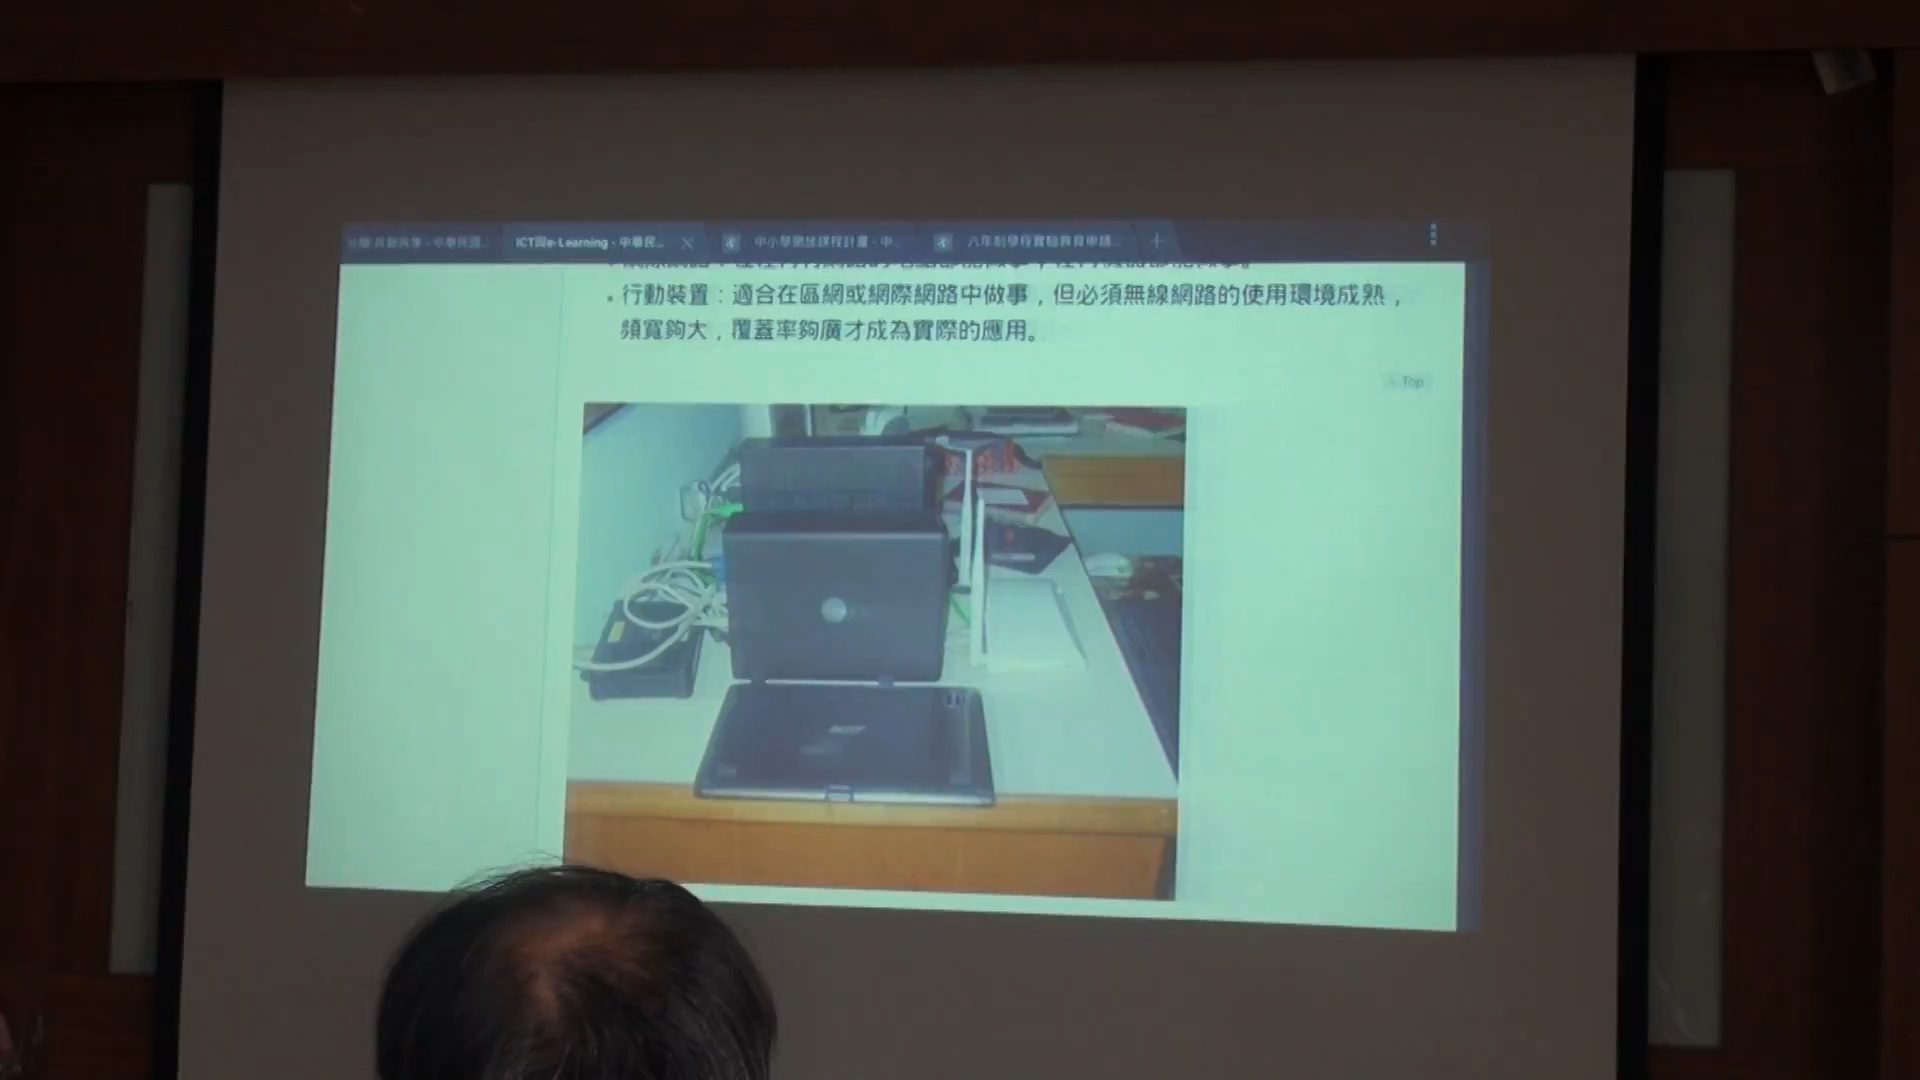 ICT與e-Learning - 中華民...
中小學開放課程計畫 - 中...
六年制學程實驗教育申請...
• 行動裝置：適合在區網或網際網路中做事，但必須無線網路的使用環境成熟，
頻寬夠大，覆蓋率夠廣才成為實際的應用。
Top
acer